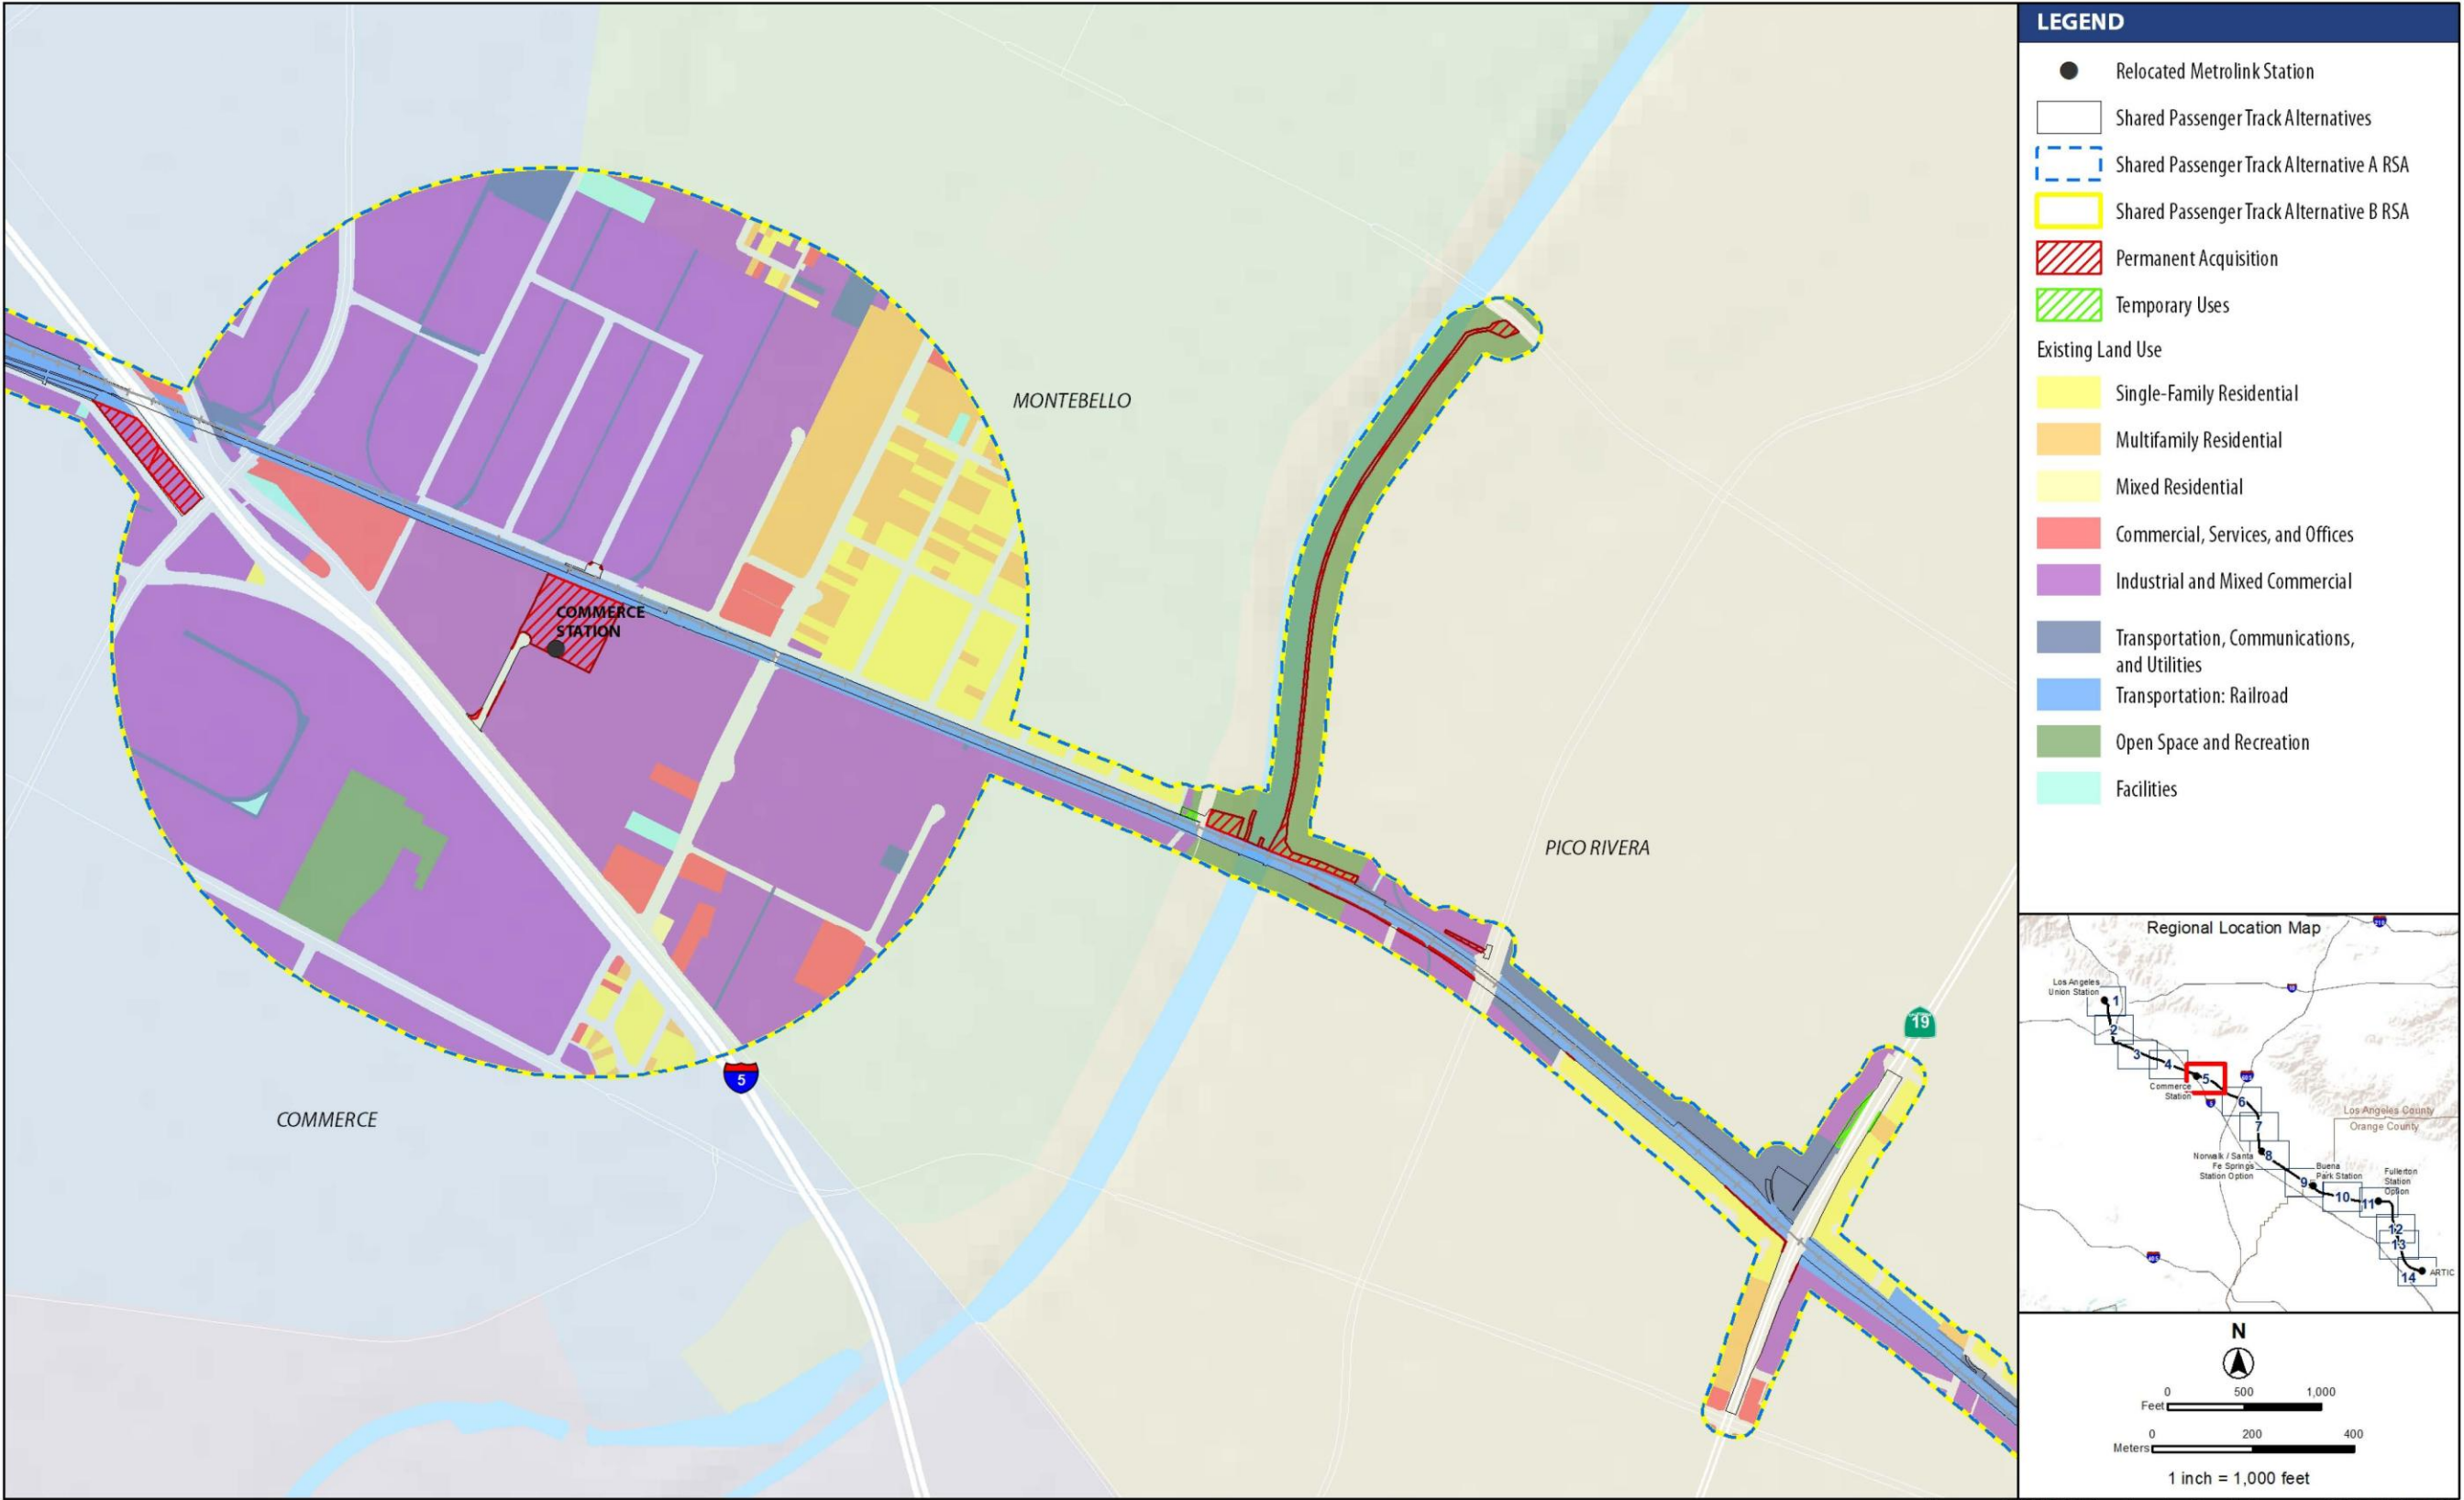 MONTEBELLO
COMMERCE
STATION
PICO RIVERA
19
5
COMMERCE
LEGEND
Relocated Metrolink Station
Shared Passenger Track Alternatives
Shared Passenger Track Alternative A RSA
Shared Passenger Track Alternative B RSA
Permanent Acquisition
Temporary Uses
Existing Land Use
Single-Family Residential
Multifamily Residential
Mixed Residential
Commercial, Services, and Offices
Industrial and Mixed Commercial
Transportation, Communications,
and Utilities
Transportation: Railroad
Open Space and Recreation
Facilities
Regional Location Map
Los Angeles
Union Station
1
2
3
4
5
Commerce
Station
6
Los Angeles County
Orange County
7
8
Norwalk / Santa
Fe Springs
Station Option
Buena
Park Station
Fullerton
Station
Option
9
10
11
12
13
14
ARTIC
N
0 500 1,000
Feet
0 200 400
Meters
1 inch = 1,000 feet